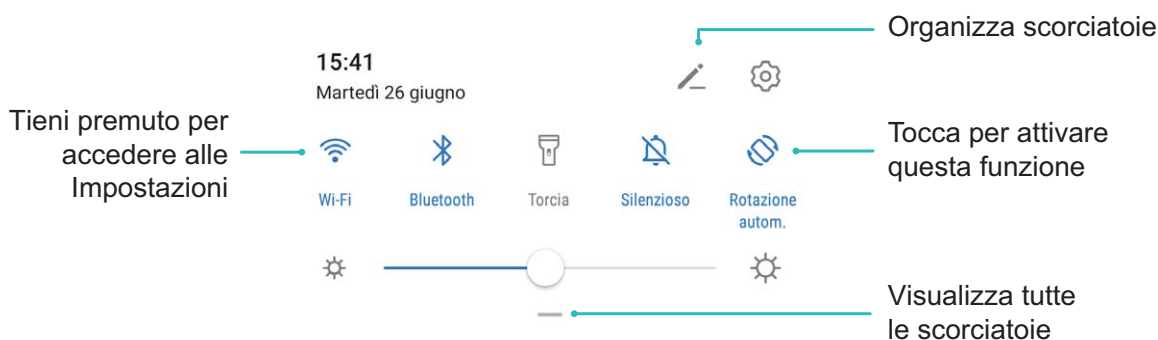 Organizza scorciatoie
15:41
Martedì 26 giugno
Tieni premuto per
accedere alle
Impostazioni
Tocca per attivare
questa funzione
Wi-Fi
Bluetooth
Torcia
Silenzioso
Rotazione
autom.
Visualizza tutte
le scorciatoie